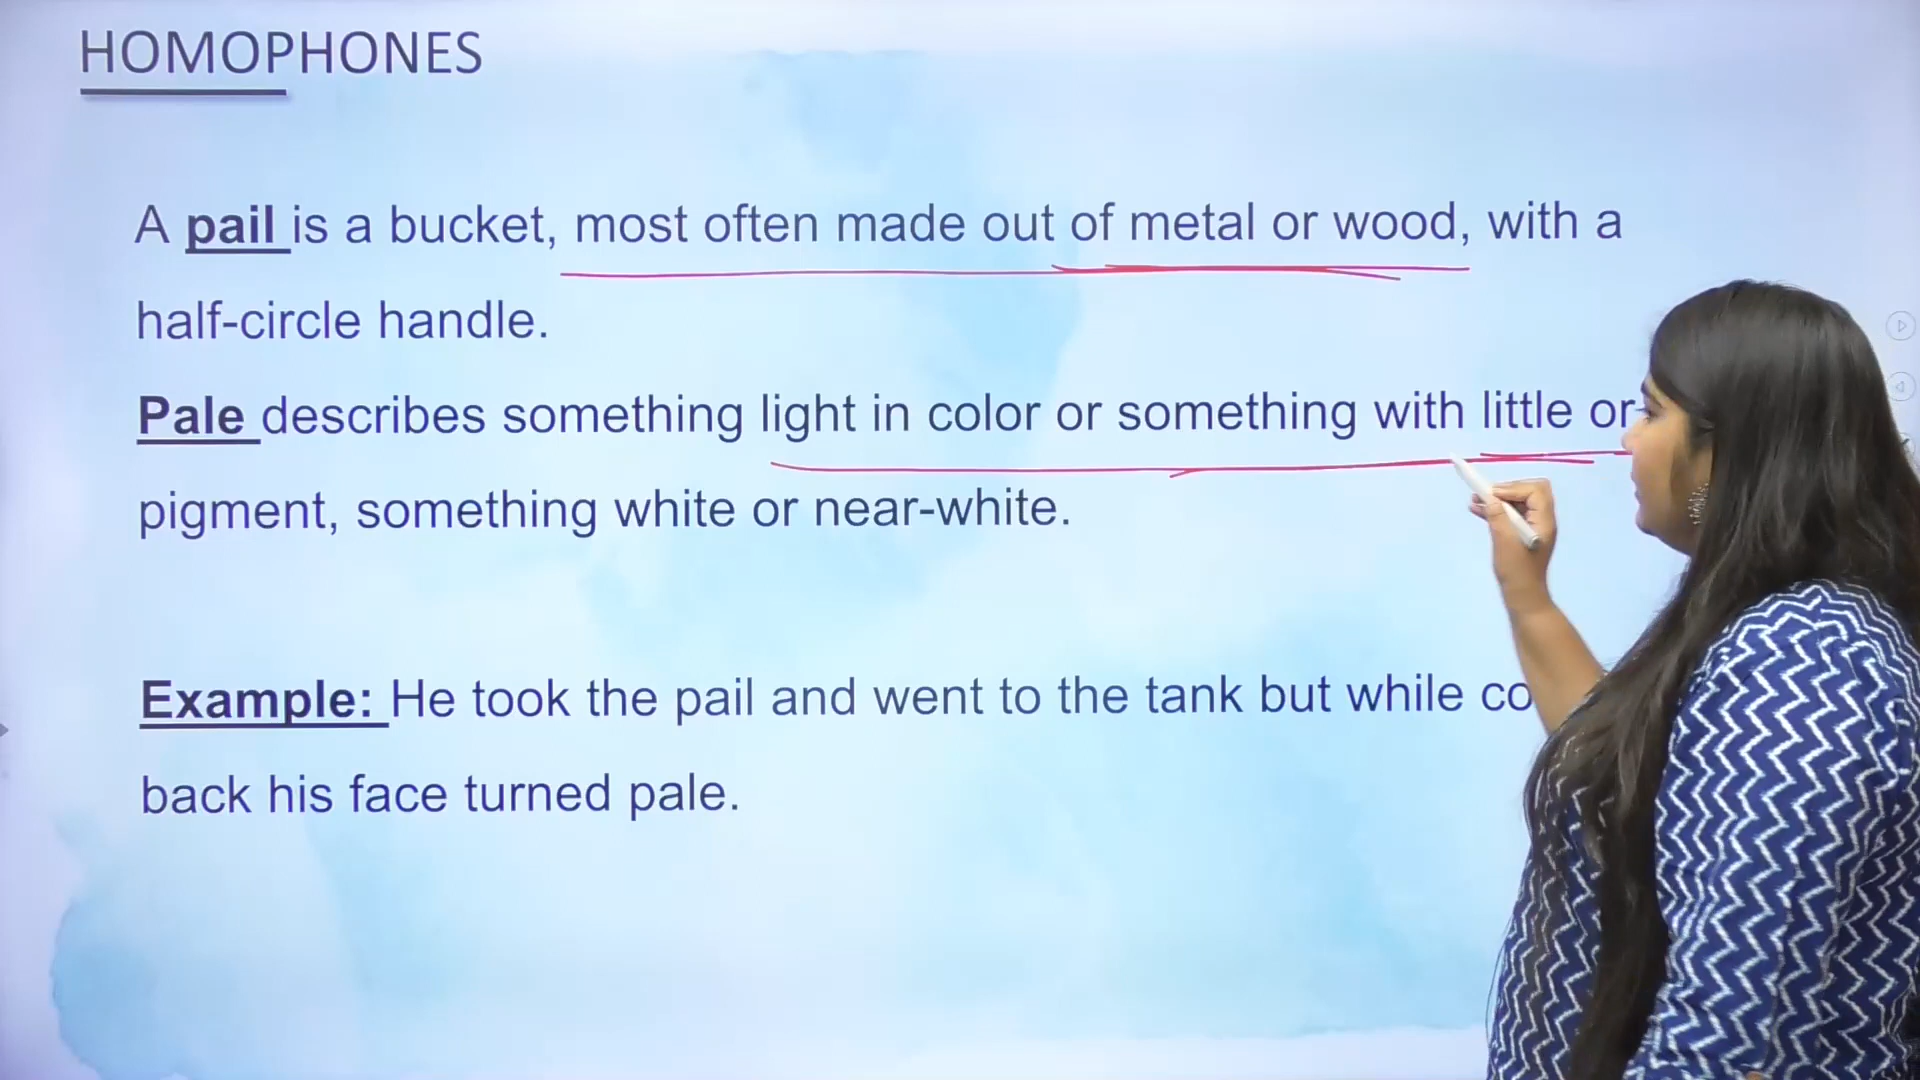 HOMOPHONES
A pail is a bucket, most often made out of metal or wood, with a
half-circle handle.
Pale describes something light in color or something with little or
pigment, something white or near-white.
Example: He took the pail and went to the tank but while
back his face turned pale.